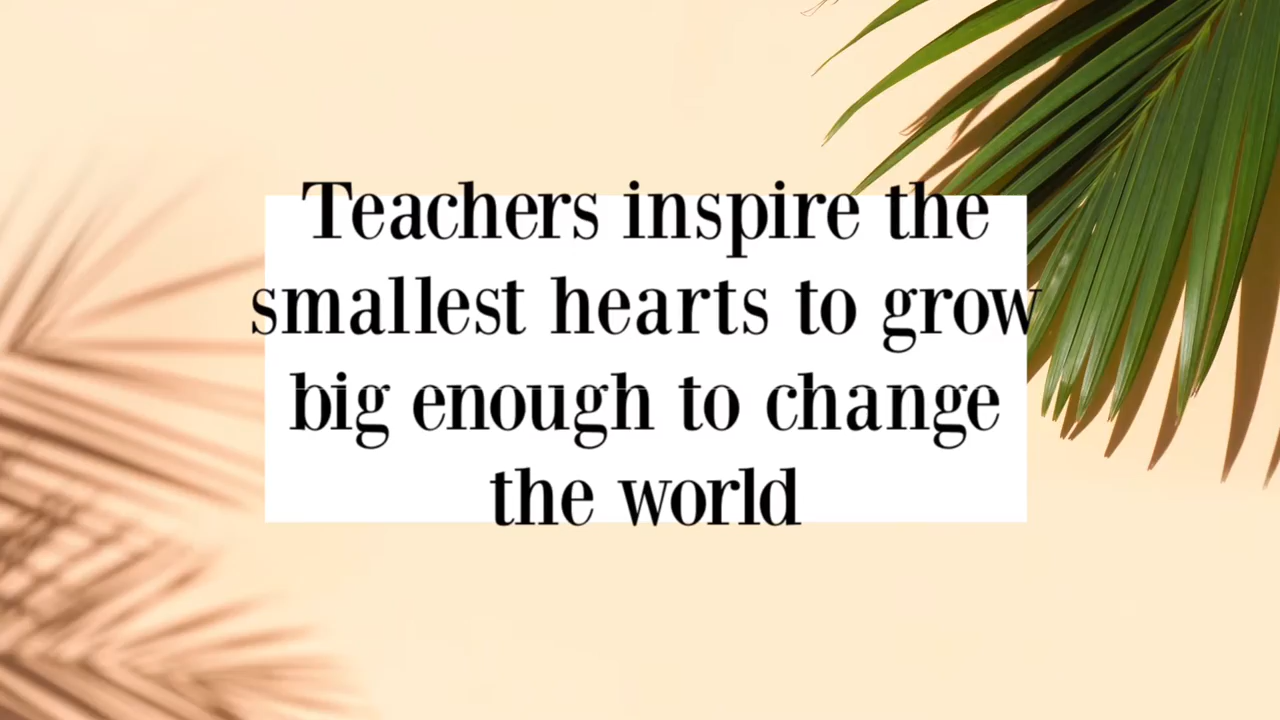 Teachers inspire the
smallest hearts to grow
big enough to change
the world